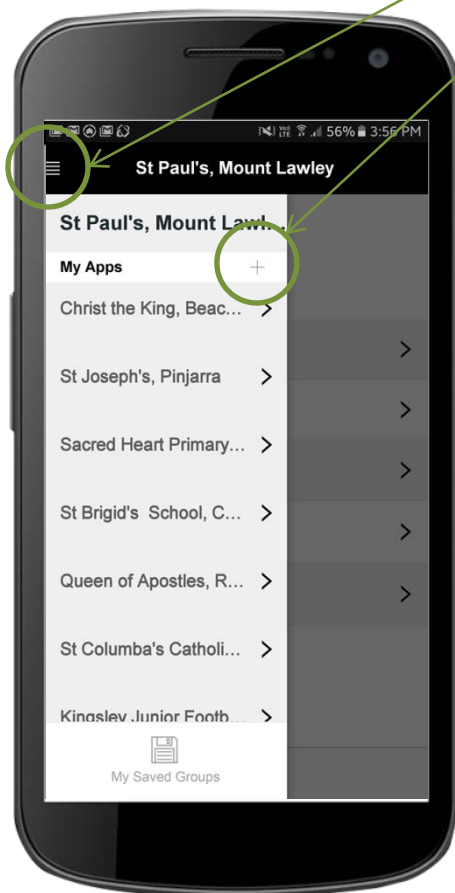 56% 3:56 PM
St Paul's, Mount Lawley
St Paul's, Mount Lawl...
My Apps +
Christ the King, Beac...
St Joseph's, Pinjarra
Sacred Heart Primary...
St Brigid's School, C...
Queen of Apostles, R...
St Columba's Catholi...
Kingsley Junior Footb...
My Saved Groups